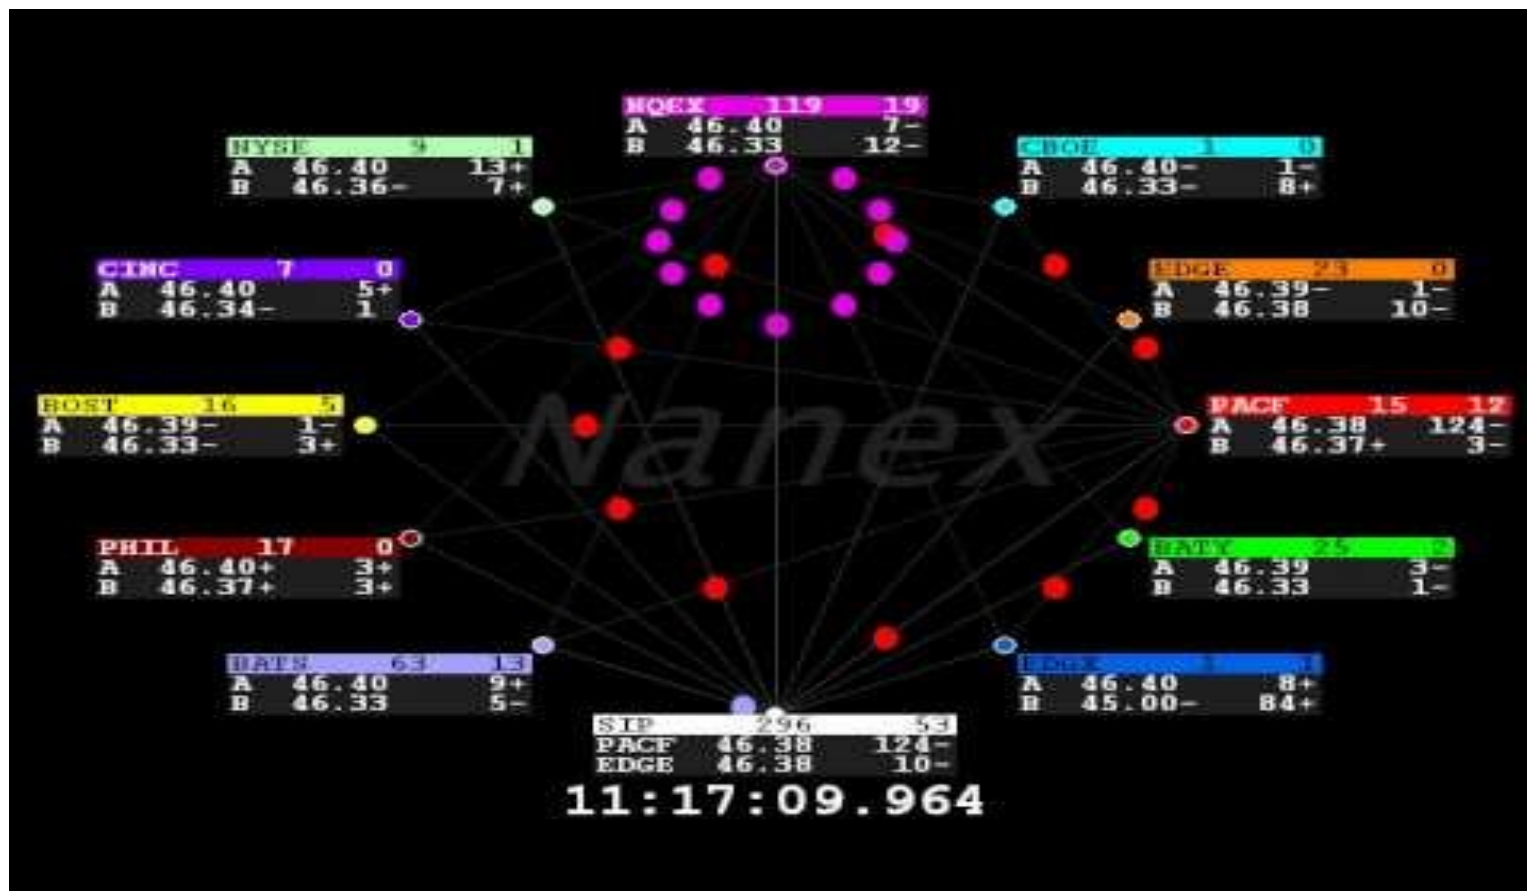 NQEX 119 19
A 46.40 7-
B 46.33 12-
NYSE 9 1
A 46.40 13+
B 46.36- 7+
CBOE 1 0
A 46.40- 1-
B 46.33- 8+
CINC 7 0
A 46.40 5+
B 46.34- 1
EDGE 23 0
A 46.39- 1-
B 46.38 10-
BOST 16 5
A 46.39- 1-
B 46.33- 3+
Nanex
PACF 15 12
A 46.38 124-
B 46.37+ 3-
PHIL 17 0
A 46.40+ 3+
B 46.37+ 3+
BATY 25 2
A 46.39 3-
B 46.33 1-
BATS 63 13
A 46.40 9+
B 46.33 5-
EDGX 1
A 46.40 8+
B 45.00- 84+
SIP 296 53
PACF 46.38 124-
EDGE 46.38 10-
11:17:09.964